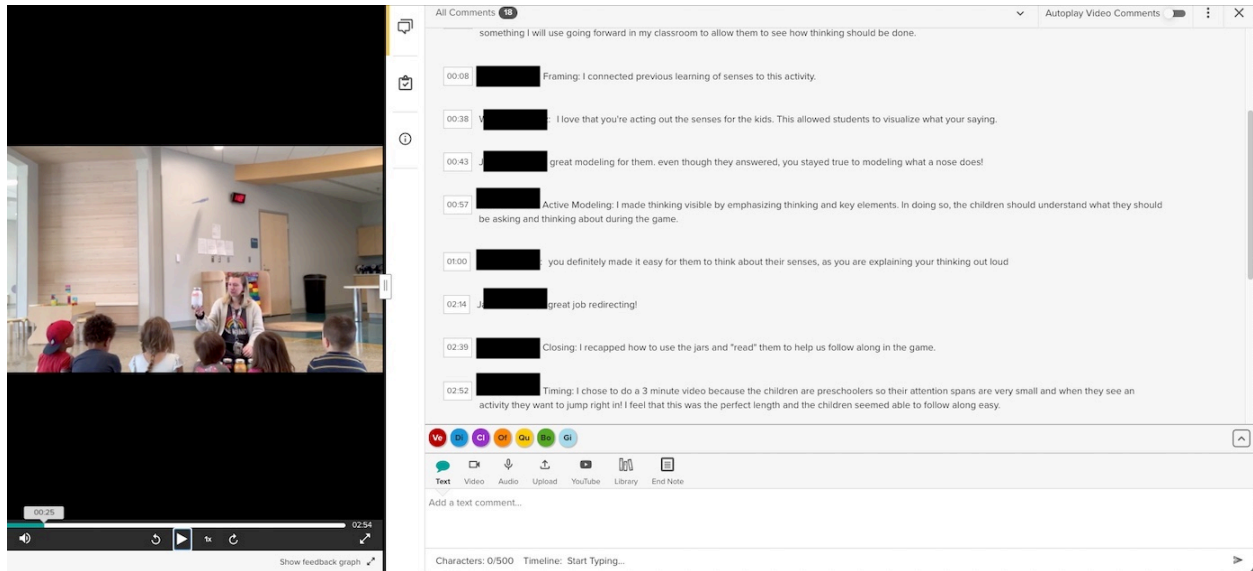 All Comments 18
Autoplay Video Comments
something I will use going forward in my classroom to allow them to see how thinking should be done.
00:08 Framing: I connected previous learning of senses to this activity.
00:38 : I love that you're acting out the senses for the kids. This allowed students to visualize what your saying.
00:43 J great modeling for them. even though they answered, you stayed true to modeling what a nose does!
00:57 Active Modeling: I made thinking visible by emphasizing thinking and key elements. In doing so, the children should understand what they should
be asking and thinking about during the game.
01:00 you definitely made it easy for them to think about their senses, as you are explaining your thinking out loud
02:14 great job redirecting!
02:39 Closing: I recapped how to use the jars and "read" them to help us follow along in the game.
02:52 Timing: I chose to do a 3 minute video because the children are preschoolers so their attention spans are very small and when they see an
activity they want to jump right in! I feel that this was the perfect length and the children seemed able to follow along easy.
Ve Di Cl Of Qu Bo Gi
Text Video Audio Upload YouTube Library End Note
Add a text comment...
Characters: 0/500 Timeline: Start Typing...
00:25
02:54
1x
Show feedback graph